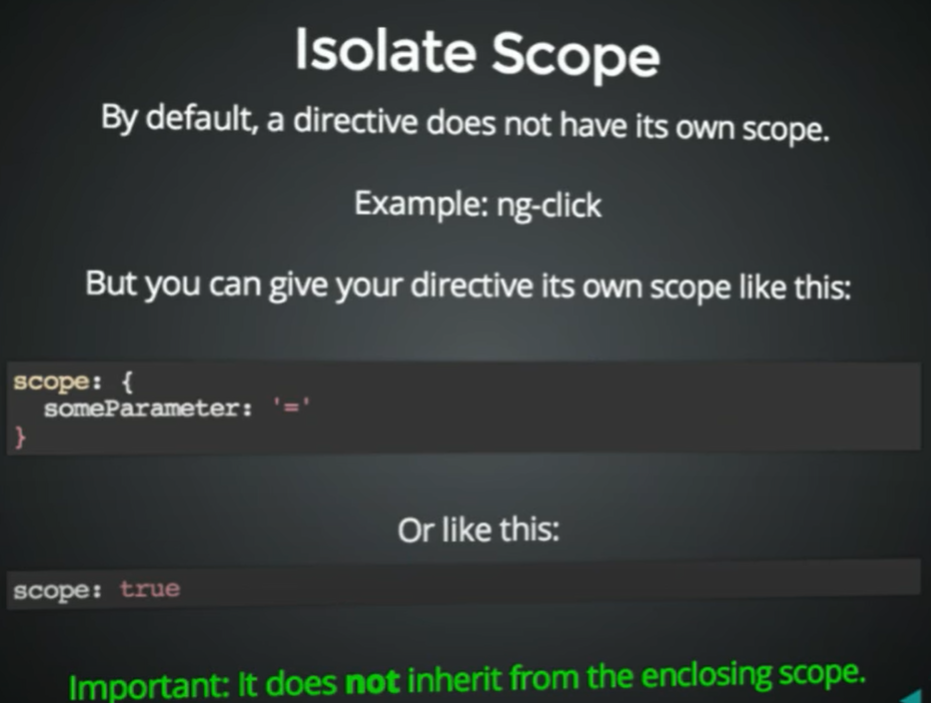 Isolate Scope
By default, a directive does not have its own scope.
Example: ng-click
But you can give your directive its own scope like this:
scope: {
  someParameter: '='
}
Or like this:
scope: true
Important: It does not inherit from the enclosing scope.